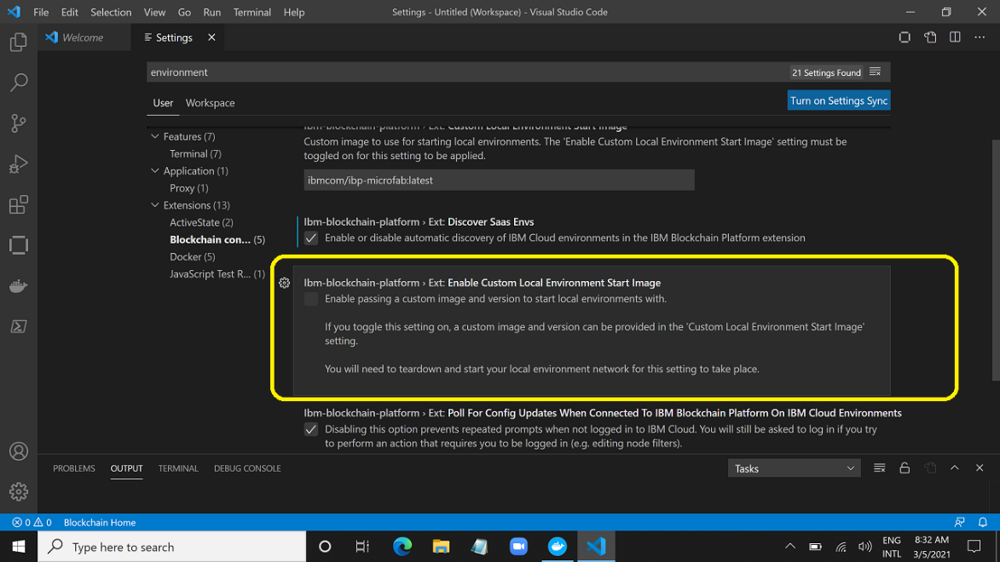 File Edit Selection View Go Run Terminal Help
Settings - Untitled (Workspace) - Visual Studio Code
Welcome
Settings
environment
21 Settings Found
User Workspace
Turn on Settings Sync
Features (7)
Terminal (7)
Application (1)
Proxy (1)
Extensions (13)
ActiveState (2)
Blockchain con... (5)
Docker (5)
JavaScript Test R... (1)
Ibm-blockchain-platform › Ext: Custom Local Environment Start Image
Custom image to use for starting local environments. The 'Enable Custom Local Environment Start Image' setting must be
toggled on for this setting to be applied.
ibmcom/ibp-microfab:latest
Ibm-blockchain-platform › Ext: Discover Saas Envs
Enable or disable automatic discovery of IBM Cloud environments in the IBM Blockchain Platform extension
Ibm-blockchain-platform › Ext: Enable Custom Local Environment Start Image
Enable passing a custom image and version to start local environments with.
If you toggle this setting on, a custom image and version can be provided in the 'Custom Local Environment Start Image'
setting.
You will need to teardown and start your local environment network for this setting to take place.
Ibm-blockchain-platform › Ext: Poll For Config Updates When Connected To IBM Blockchain Platform On IBM Cloud Environments
Disabling this option prevents repeated prompts when not logged in to IBM Cloud. You will still be asked to log in if you try
to perform an action that requires you to be logged in (e.g. editing node filters).
PROBLEMS OUTPUT TERMINAL DEBUG CONSOLE
Tasks
0 0 Blockchain Home
Type here to search
ENG
INTL
8:32 AM
3/5/2021